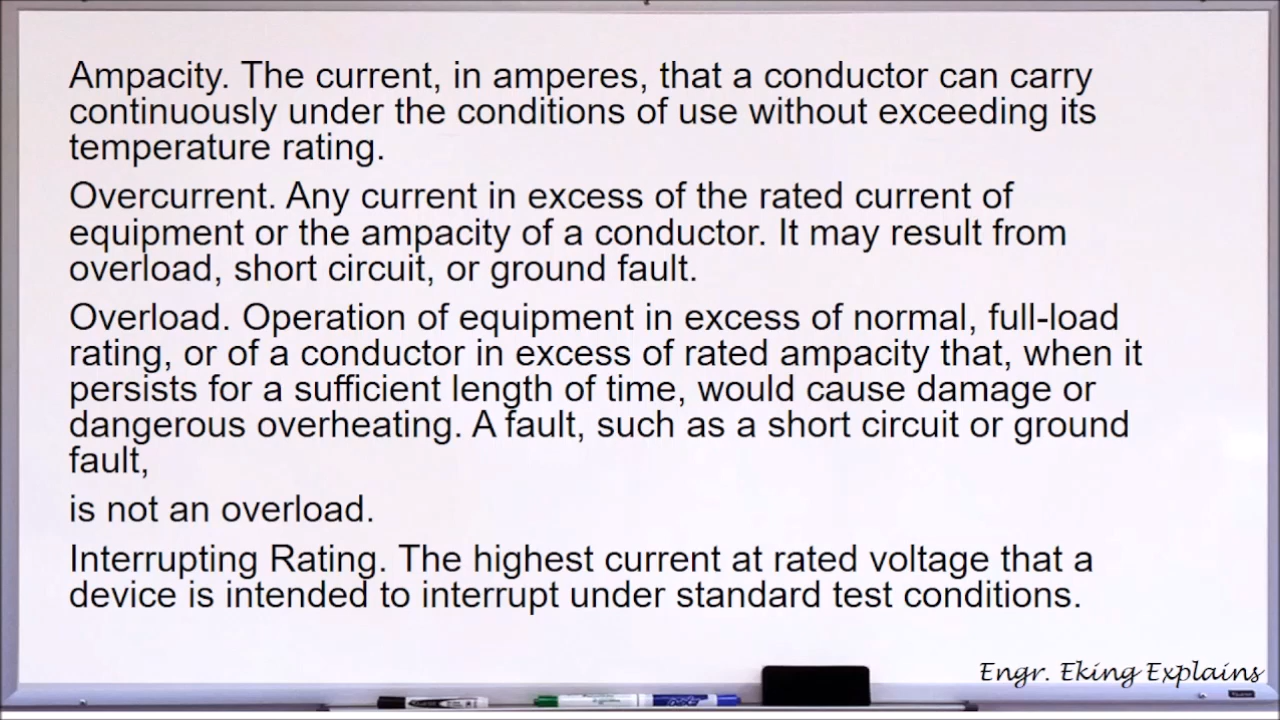 Ampacity. The current, in amperes, that a conductor can carry
continuously under the conditions of use without exceeding its
temperature rating.
Overcurrent. Any current in excess of the rated current of
equipment or the ampacity of a conductor. It may result from
overload, short circuit, or ground fault.
Overload. Operation of equipment in excess of normal, full-load
rating, or of a conductor in excess of rated ampacity that, when it
persists for a sufficient length of time, would cause damage or
dangerous overheating. A fault, such as a short circuit or ground
fault,
is not an overload.
Interrupting Rating. The highest current at rated voltage that a
device is intended to interrupt under standard test conditions.
Engr. Eking Explains